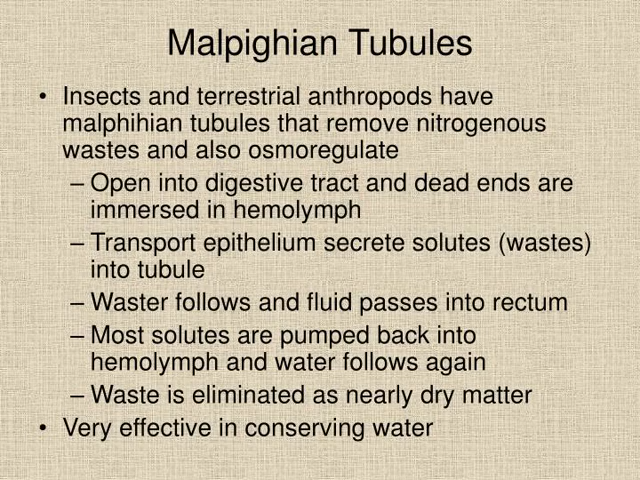 Malpighian Tubules
• Insects and terrestrial anthropods have
malphihian tubules that remove nitrogenous
wastes and also osmoregulate
– Open into digestive tract and dead ends are
immersed in hemolymph
– Transport epithelium secrete solutes (wastes)
into tubule
– Waster follows and fluid passes into rectum
– Most solutes are pumped back into
hemolymph and water follows again
– Waste is eliminated as nearly dry matter
• Very effective in conserving water